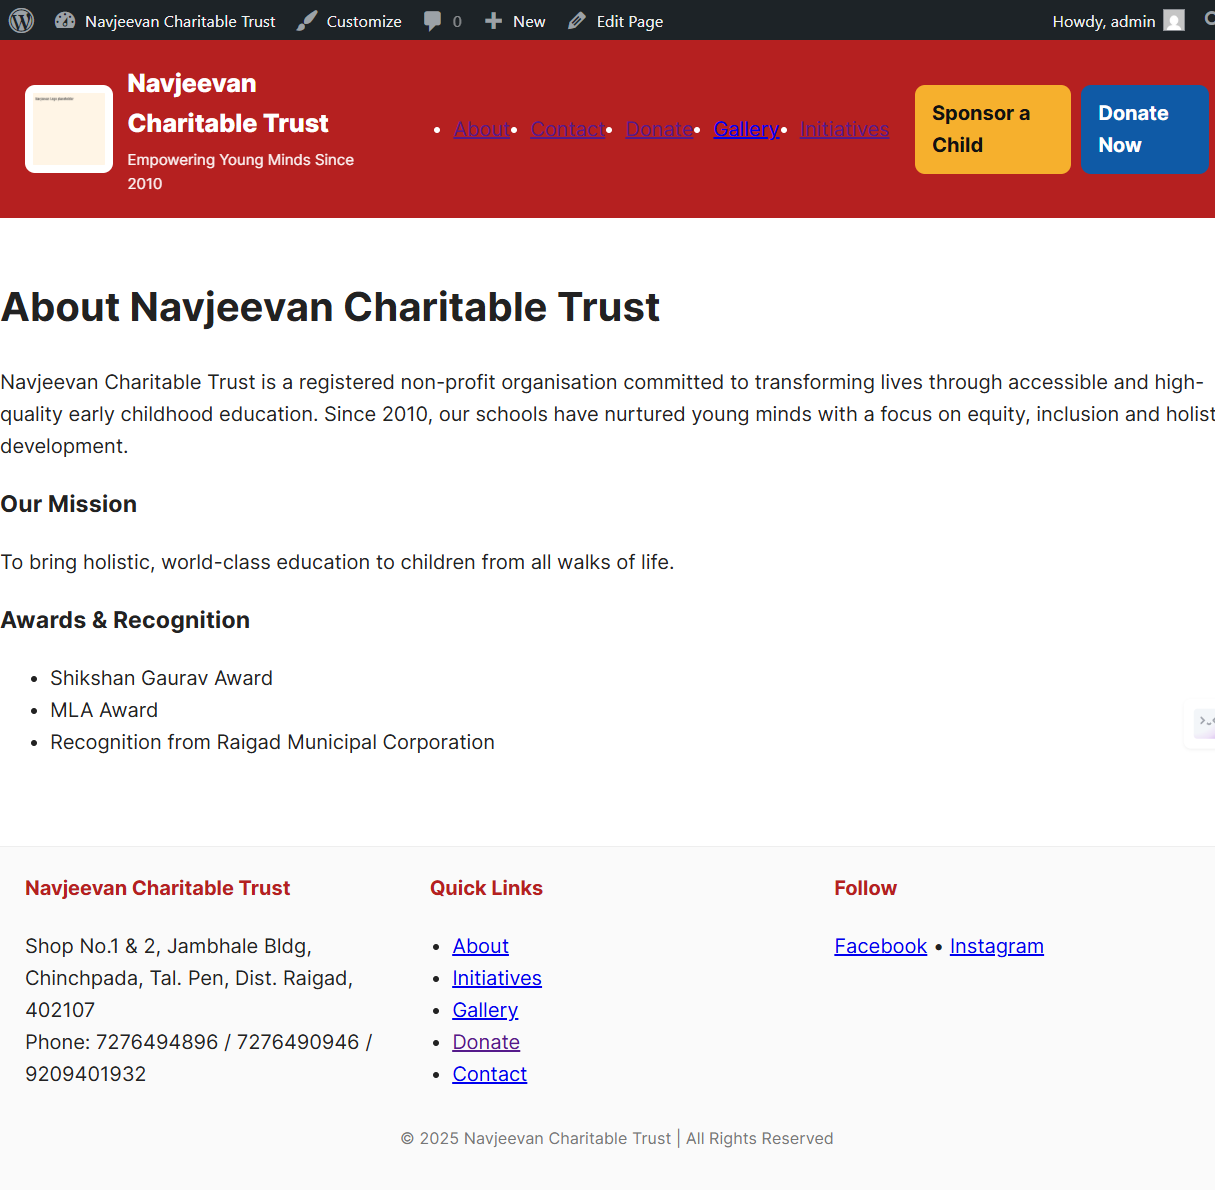 Navjeevan Charitable Trust Customize 0 New Edit Page Howdy, admin
Navjeevan
Charitable Trust
Empowering Young Minds Since
2010
• About • Contact • Donate • Gallery • Initiatives
Sponsor a
Child
Donate
Now
About Navjeevan Charitable Trust
Navjeevan Charitable Trust is a registered non-profit organisation committed to transforming lives through accessible and high-
quality early childhood education. Since 2010, our schools have nurtured young minds with a focus on equity, inclusion and holist
development.
Our Mission
To bring holistic, world-class education to children from all walks of life.
Awards & Recognition
• Shikshan Gaurav Award
• MLA Award
• Recognition from Raigad Municipal Corporation
Navjeevan Charitable Trust
Shop No.1 & 2, Jambhale Bldg,
Chinchpada, Tal. Pen, Dist. Raigad,
402107
Phone: 7276494896 / 7276490946 /
9209401932
Quick Links
• About
• Initiatives
• Gallery
• Donate
• Contact
Follow
Facebook • Instagram
© 2025 Navjeevan Charitable Trust | All Rights Reserved